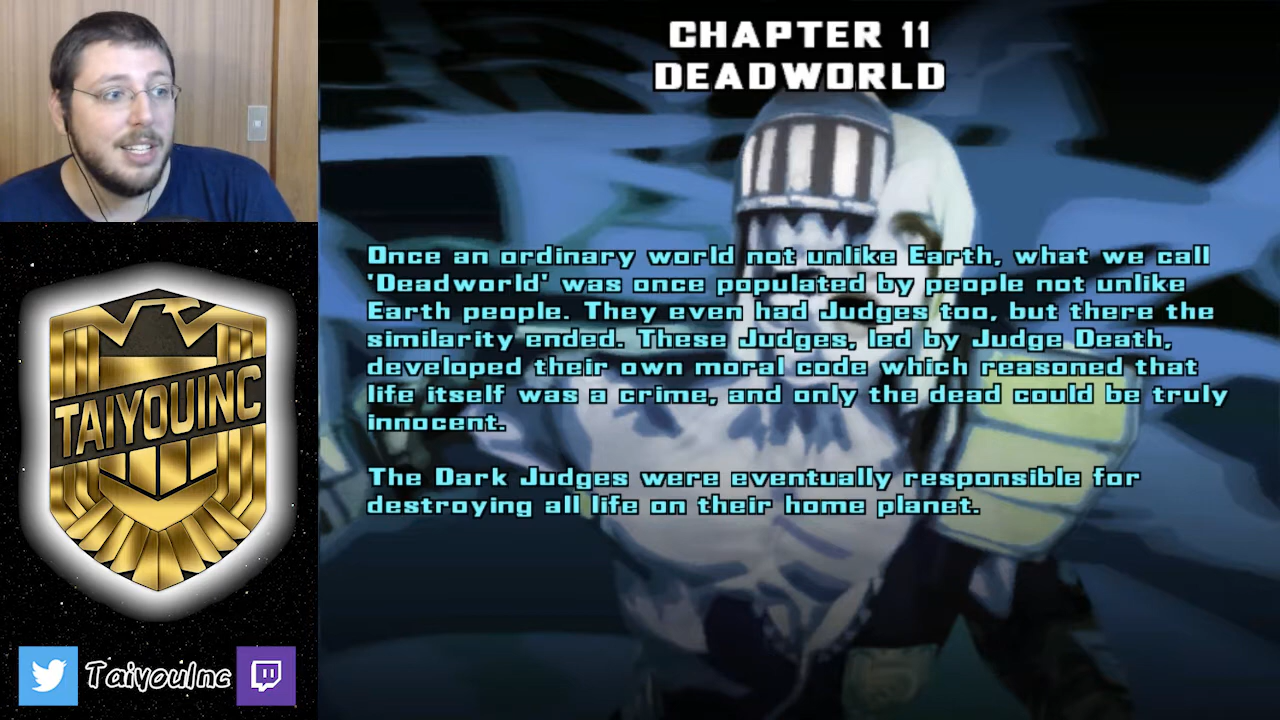 CHAPTER 11
DEADWORLD
Once an ordinary world not unlike Earth, what we call
'Deadworld' was once populated by people not unlike
Earth people. They even had Judges too, but there the
similarity ended. These Judges, led by Judge Death,
developed their own moral code which reasoned that
life itself was a crime, and only the dead could be truly
innocent.
The Dark Judges were eventually responsible for
destroying all life on their home planet.
TAIYOUINC
TaiyouInc